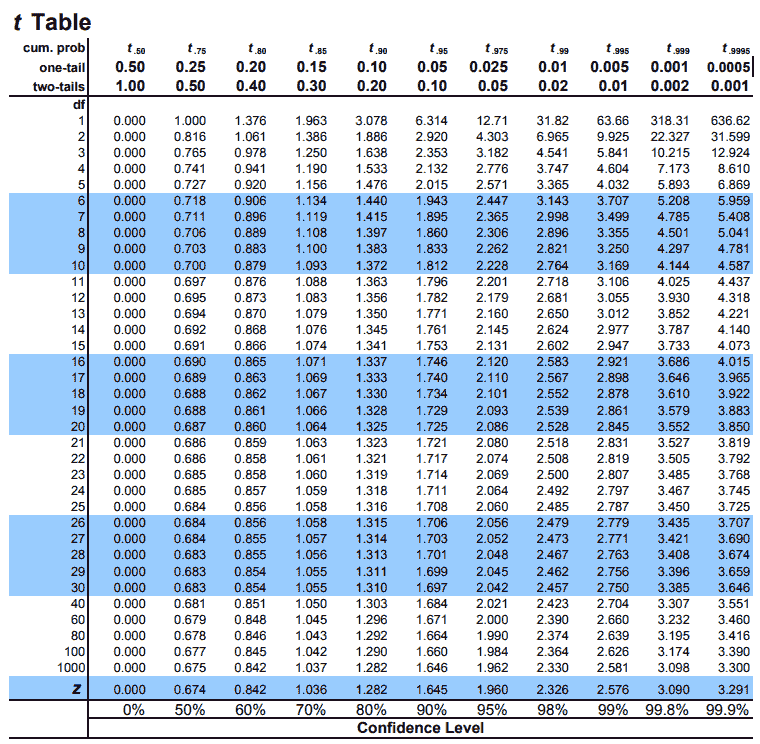 t Table
cum. prob t .50 t .75 t .80 t .85 t .90 t .95 t .975 t .99 t .995 t .999 t .9995
one-tail 0.50 0.25 0.20 0.15 0.10 0.05 0.025 0.01 0.005 0.001 0.0005
two-tails 1.00 0.50 0.40 0.30 0.20 0.10 0.05 0.02 0.01 0.002 0.001
df
1 0.000 1.000 1.376 1.963 3.078 6.314 12.71 31.82 63.66 318.31 636.62
2 0.000 0.816 1.061 1.386 1.886 2.920 4.303 6.965 9.925 22.327 31.599
3 0.000 0.765 0.978 1.250 1.638 2.353 3.182 4.541 5.841 10.215 12.924
4 0.000 0.741 0.941 1.190 1.533 2.132 2.776 3.747 4.604 7.173 8.610
5 0.000 0.727 0.920 1.156 1.476 2.015 2.571 3.365 4.032 5.893 6.869
6 0.000 0.718 0.906 1.134 1.440 1.943 2.447 3.143 3.707 5.208 5.959
7 0.000 0.711 0.896 1.119 1.415 1.895 2.365 2.998 3.499 4.785 5.408
8 0.000 0.706 0.889 1.108 1.397 1.860 2.306 2.896 3.355 4.501 5.041
9 0.000 0.703 0.883 1.100 1.383 1.833 2.262 2.821 3.250 4.297 4.781
10 0.000 0.700 0.879 1.093 1.372 1.812 2.228 2.764 3.169 4.144 4.587
11 0.000 0.697 0.876 1.088 1.363 1.796 2.201 2.718 3.106 4.025 4.437
12 0.000 0.695 0.873 1.083 1.356 1.782 2.179 2.681 3.055 3.930 4.318
13 0.000 0.694 0.870 1.079 1.350 1.771 2.160 2.650 3.012 3.852 4.221
14 0.000 0.692 0.868 1.076 1.345 1.761 2.145 2.624 2.977 3.787 4.140
15 0.000 0.691 0.866 1.074 1.341 1.753 2.131 2.602 2.947 3.733 4.073
16 0.000 0.690 0.865 1.071 1.337 1.746 2.120 2.583 2.921 3.686 4.015
17 0.000 0.689 0.863 1.069 1.333 1.740 2.110 2.567 2.898 3.646 3.965
18 0.000 0.688 0.862 1.067 1.330 1.734 2.101 2.552 2.878 3.610 3.922
19 0.000 0.688 0.861 1.066 1.328 1.729 2.093 2.539 2.861 3.579 3.883
20 0.000 0.687 0.860 1.064 1.325 1.725 2.086 2.528 2.845 3.552 3.850
21 0.000 0.686 0.859 1.063 1.323 1.721 2.080 2.518 2.831 3.527 3.819
22 0.000 0.686 0.858 1.061 1.321 1.717 2.074 2.508 2.819 3.505 3.792
23 0.000 0.685 0.858 1.060 1.319 1.714 2.069 2.500 2.807 3.485 3.768
24 0.000 0.685 0.857 1.059 1.318 1.711 2.064 2.492 2.797 3.467 3.745
25 0.000 0.684 0.856 1.058 1.316 1.708 2.060 2.485 2.787 3.450 3.725
26 0.000 0.684 0.856 1.058 1.315 1.706 2.056 2.479 2.779 3.435 3.707
27 0.000 0.684 0.855 1.057 1.314 1.703 2.052 2.473 2.771 3.421 3.690
28 0.000 0.683 0.855 1.056 1.313 1.701 2.048 2.467 2.763 3.408 3.674
29 0.000 0.683 0.854 1.055 1.311 1.699 2.045 2.462 2.756 3.396 3.659
30 0.000 0.683 0.854 1.055 1.310 1.697 2.042 2.457 2.750 3.385 3.646
40 0.000 0.681 0.851 1.050 1.303 1.684 2.021 2.423 2.704 3.307 3.551
60 0.000 0.679 0.848 1.045 1.296 1.671 2.000 2.390 2.660 3.232 3.460
80 0.000 0.678 0.846 1.043 1.292 1.664 1.990 2.374 2.639 3.195 3.416
100 0.000 0.677 0.845 1.042 1.290 1.660 1.984 2.364 2.626 3.174 3.390
1000 0.000 0.675 0.842 1.037 1.282 1.646 1.962 2.330 2.581 3.098 3.300
z 0.000 0.674 0.842 1.036 1.282 1.645 1.960 2.326 2.576 3.090 3.291
0% 50% 60% 70% 80% 90% 95% 98% 99% 99.8% 99.9%
Confidence Level